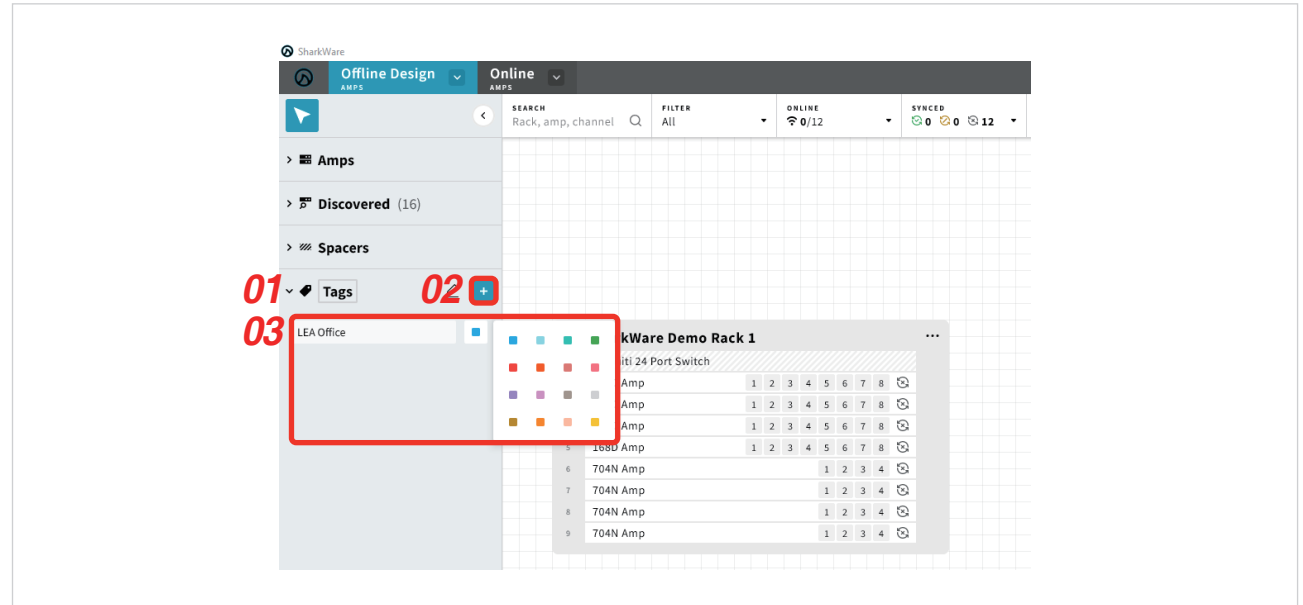 SharkWare
Offline Design
AMPS
Online
AMPS
SEARCH
Rack, amp, channel
FILTER
All
ONLINE
0/12
SYNCED
0 0 12
Amps
Discovered (16)
Spacers
01
Tags
02
03
LEA Office
kWare Demo Rack 1
iti 24 Port Switch
Amp 1 2 3 4 5 6 7 8
Amp 1 2 3 4 5 6 7 8
Amp 1 2 3 4 5 6 7 8
5 168D Amp 1 2 3 4 5 6 7 8
6 704N Amp 1 2 3 4
7 704N Amp 1 2 3 4
8 704N Amp 1 2 3 4
9 704N Amp 1 2 3 4